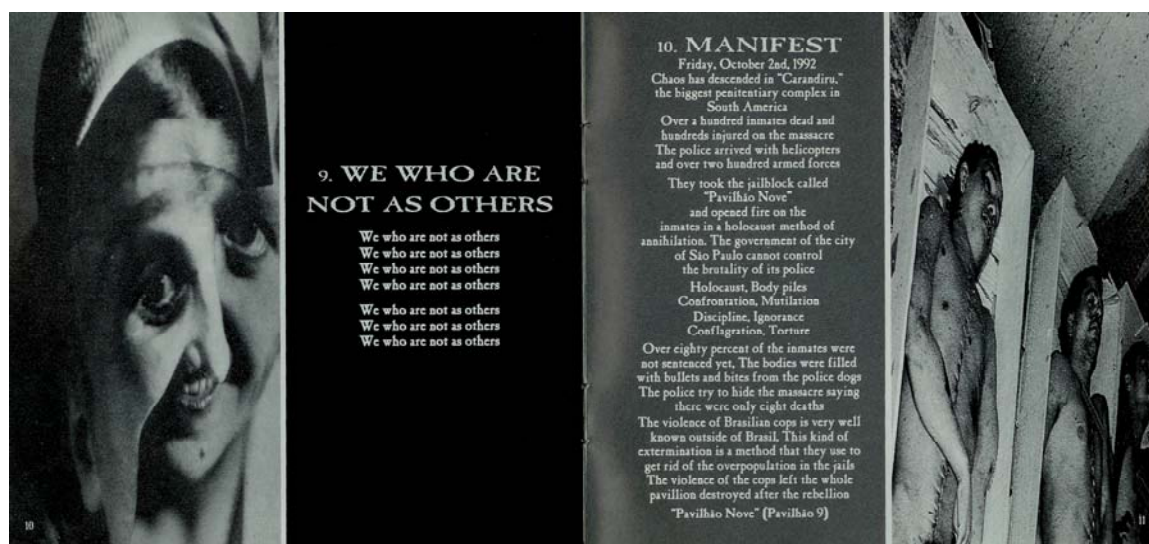 9. WE WHO ARE
NOT AS OTHERS
We who are not as others
We who are not as others
We who are not as others
We who are not as others
We who are not as others
We who are not as others
We who are not as others
10
10. MANIFEST
Friday, October 2nd, 1992
Chaos has descended in "Carandiru,"
the biggest penitentiary complex in
South America
Over a hundred inmates dead and
hundreds injured on the massacre
The police arrived with helicopters
and over two hundred armed forces
They took the jailblock called
"Pavilhão Nove"
and opened fire on the
inmates in a holocaust method of
annihilation. The government of the city
of São Paulo cannot control
the brutality of its police
Holocaust, Body piles
Confrontation, Mutilation
Discipline, Ignorance
Conflagration, Torture
Over eighty percent of the inmates were
not sentenced yet, The bodies were filled
with bullets and bites from the police dogs
The police try to hide the massacre saying
there were only eight deaths
The violence of Brasilian cops is very well
known outside of Brasil, This kind of
extermination is a method that they use to
get rid of the overpopulation in the jails
The violence of the cops left the whole
pavillion destroyed after the rebellion
"Pavilhão Nove" (Pavilhão 9)
11